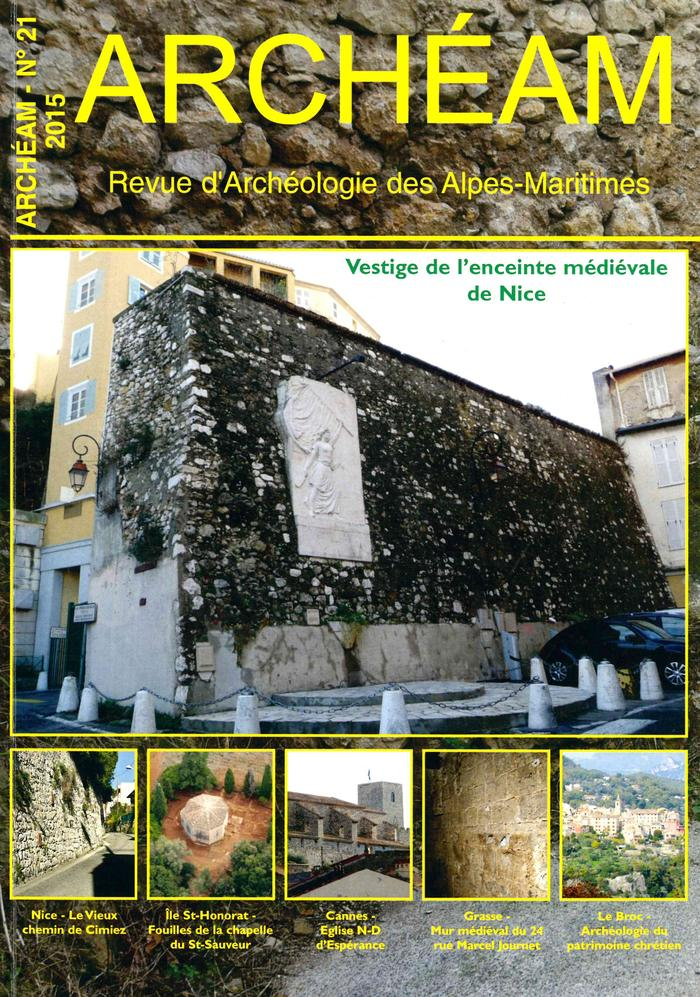 ARCHÉAM - N° 21
2015
ARCHÉAM
Revue d'Archéologie des Alpes-Maritimes
Vestige de l'enceinte médiévale
de Nice
Nice - Le Vieux
chemin de Cimiez
Île St-Honorat -
Fouilles de la chapelle
du St-Sauveur
Cannes -
Eglise N-D
d'Espérance
Grasse -
Mur médiéval du 24
rue Marcel Journet
Le Broc -
Archéologie du
patrimoine chrétien